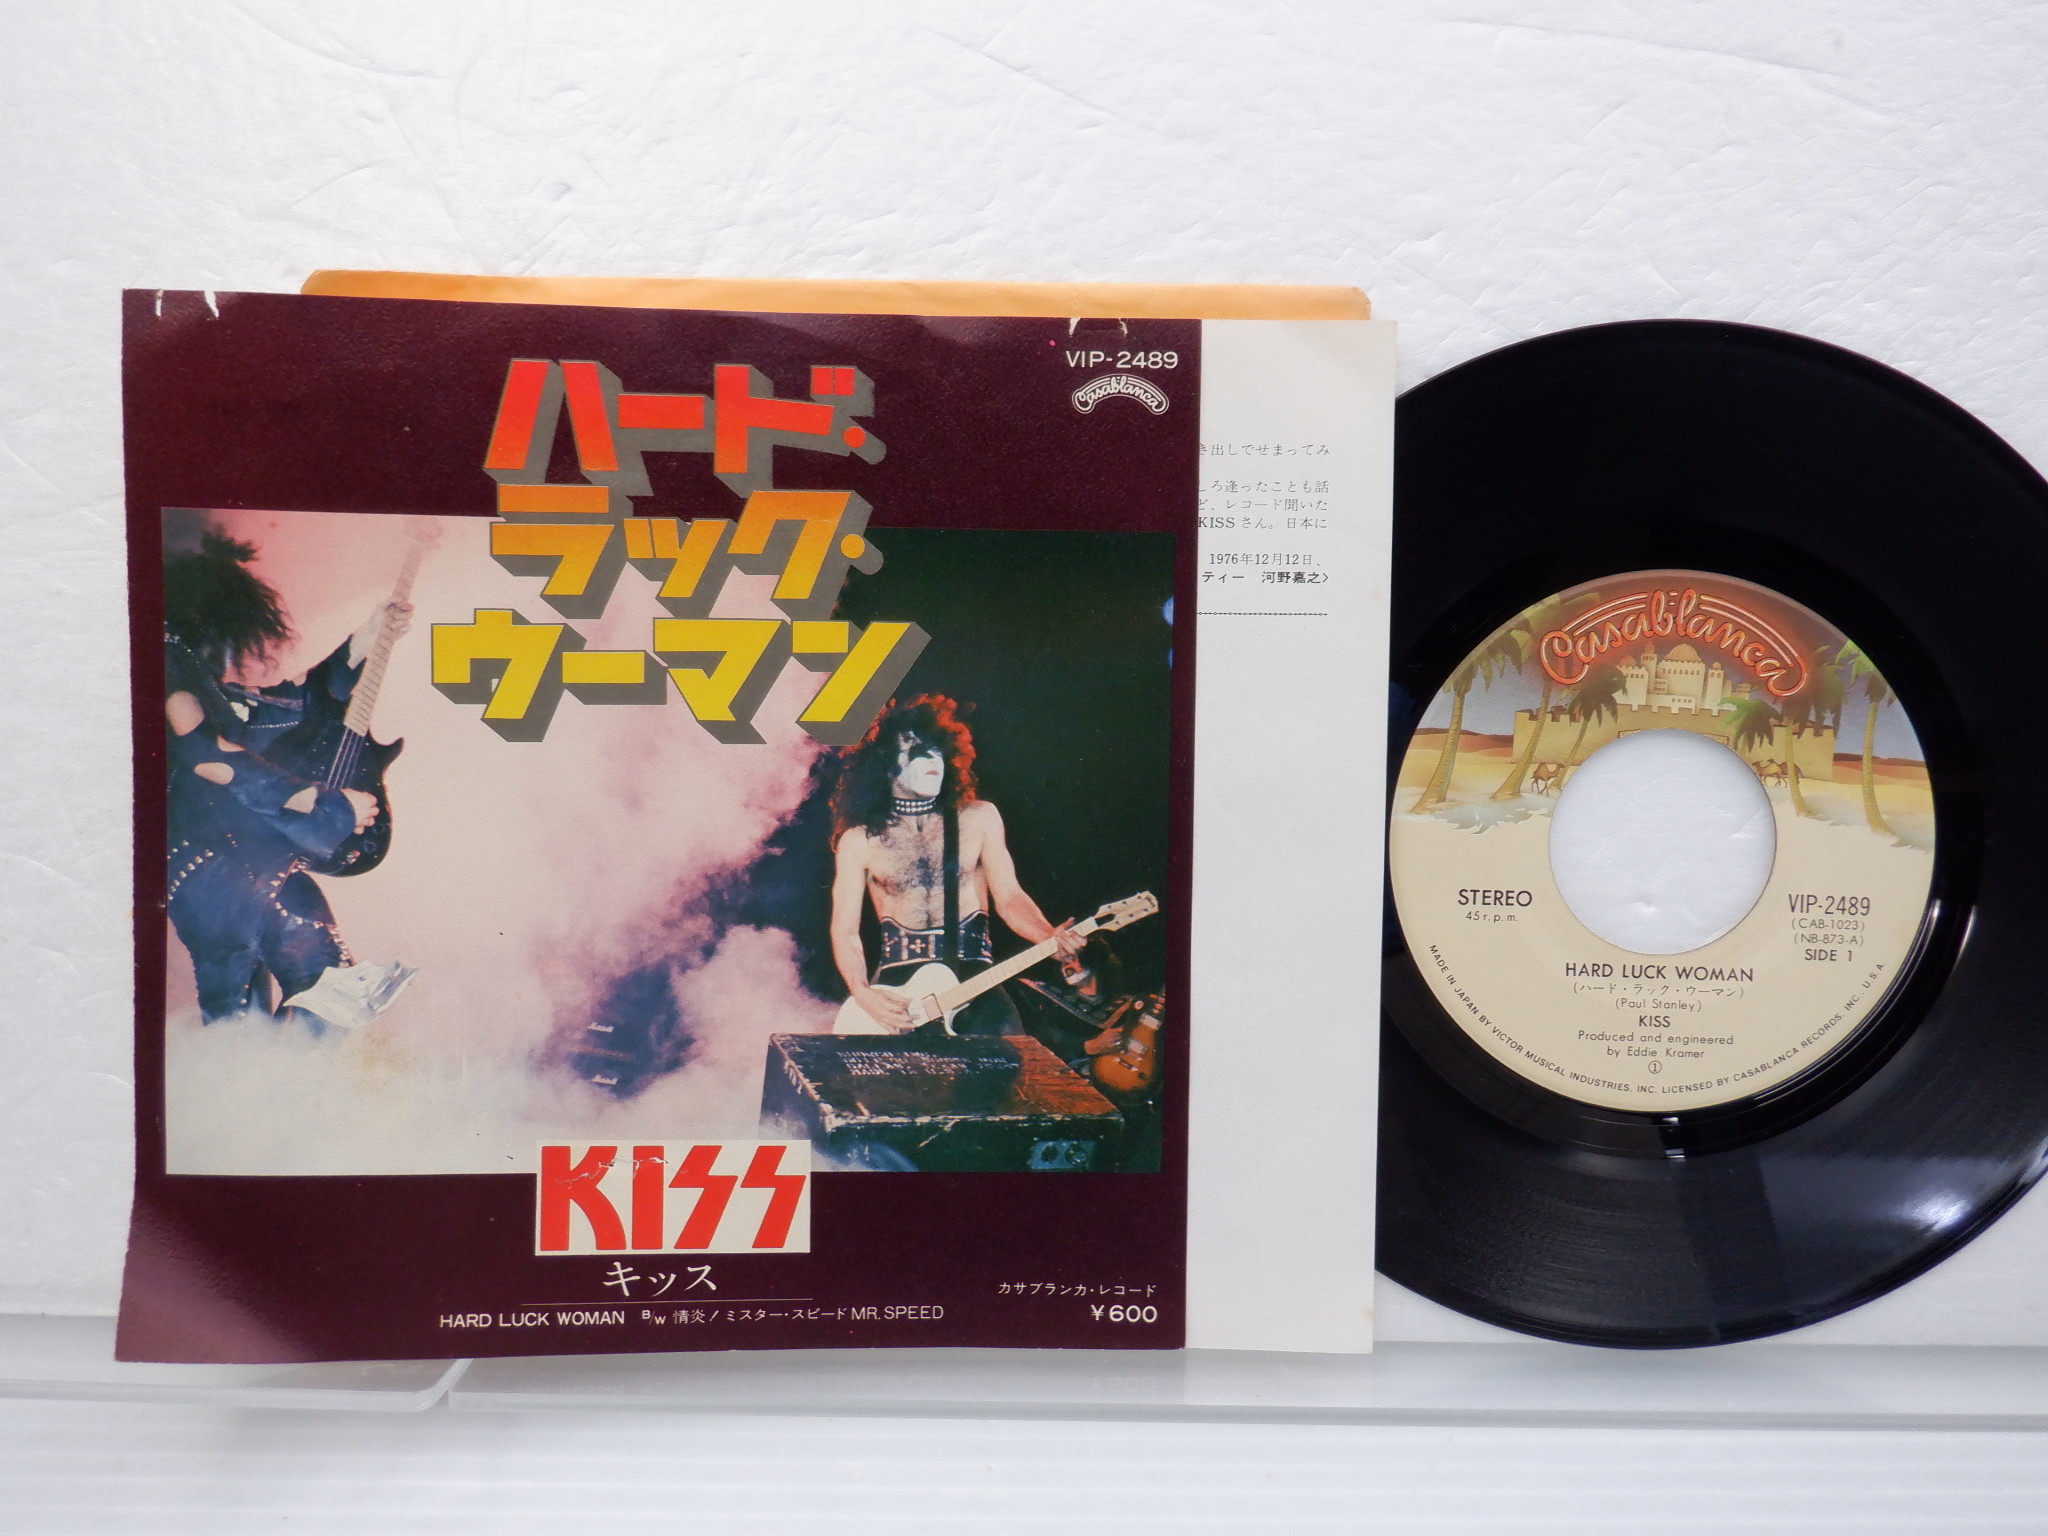 VIP-2489
Casablanca
ハード・
ラック・
ウーマン
KISS
キッス
HARD LUCK WOMAN B/W 情炎!ミスター・スピード MR. SPEED
カサブランカ・レコード
¥600
き出しでせまってみ
しろ逢ったことも話
ど、レコード聞いた
KISSさん。日本に
1976年12月12日、
ティー 河野嘉之〉
Casablanca
STEREO
45 r.p.m.
VIP-2489
(CAB-1023)
(NB-873-A)
SIDE 1
HARD LUCK WOMAN
(ハード・ラック・ウーマン)
(Paul Stanley)
KISS
Produced and engineered
by Eddie Kramer
①
MADE IN JAPAN BY VICTOR MUSICAL INDUSTRIES, INC. LICENSED BY CASABLANCA RECORDS, INC., U.S.A